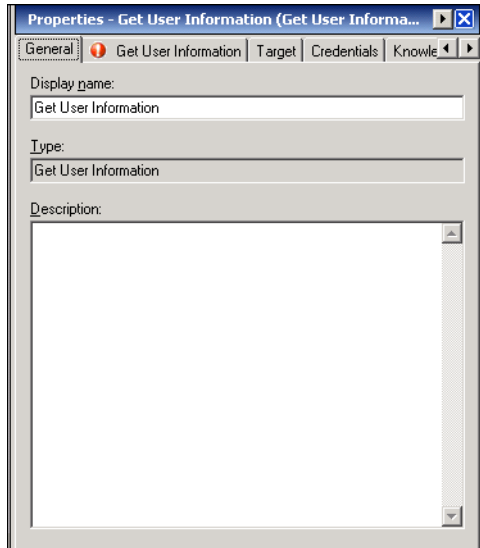 Properties - Get User Information (Get User Informa...
General Get User Information Target Credentials Knowle
Display name:
Get User Information
Type:
Get User Information
Description: